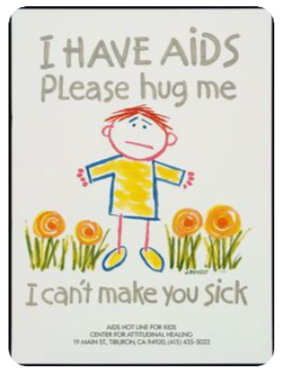 I HAVE AiDS
PLease hug me
I can't make you sick
AIDS HOT LINE FOR KIDS
CENTER FOR ATTITUDINAL HEALING
19 MAIN ST., TIBURON, CA 94920, (415) 435-5022